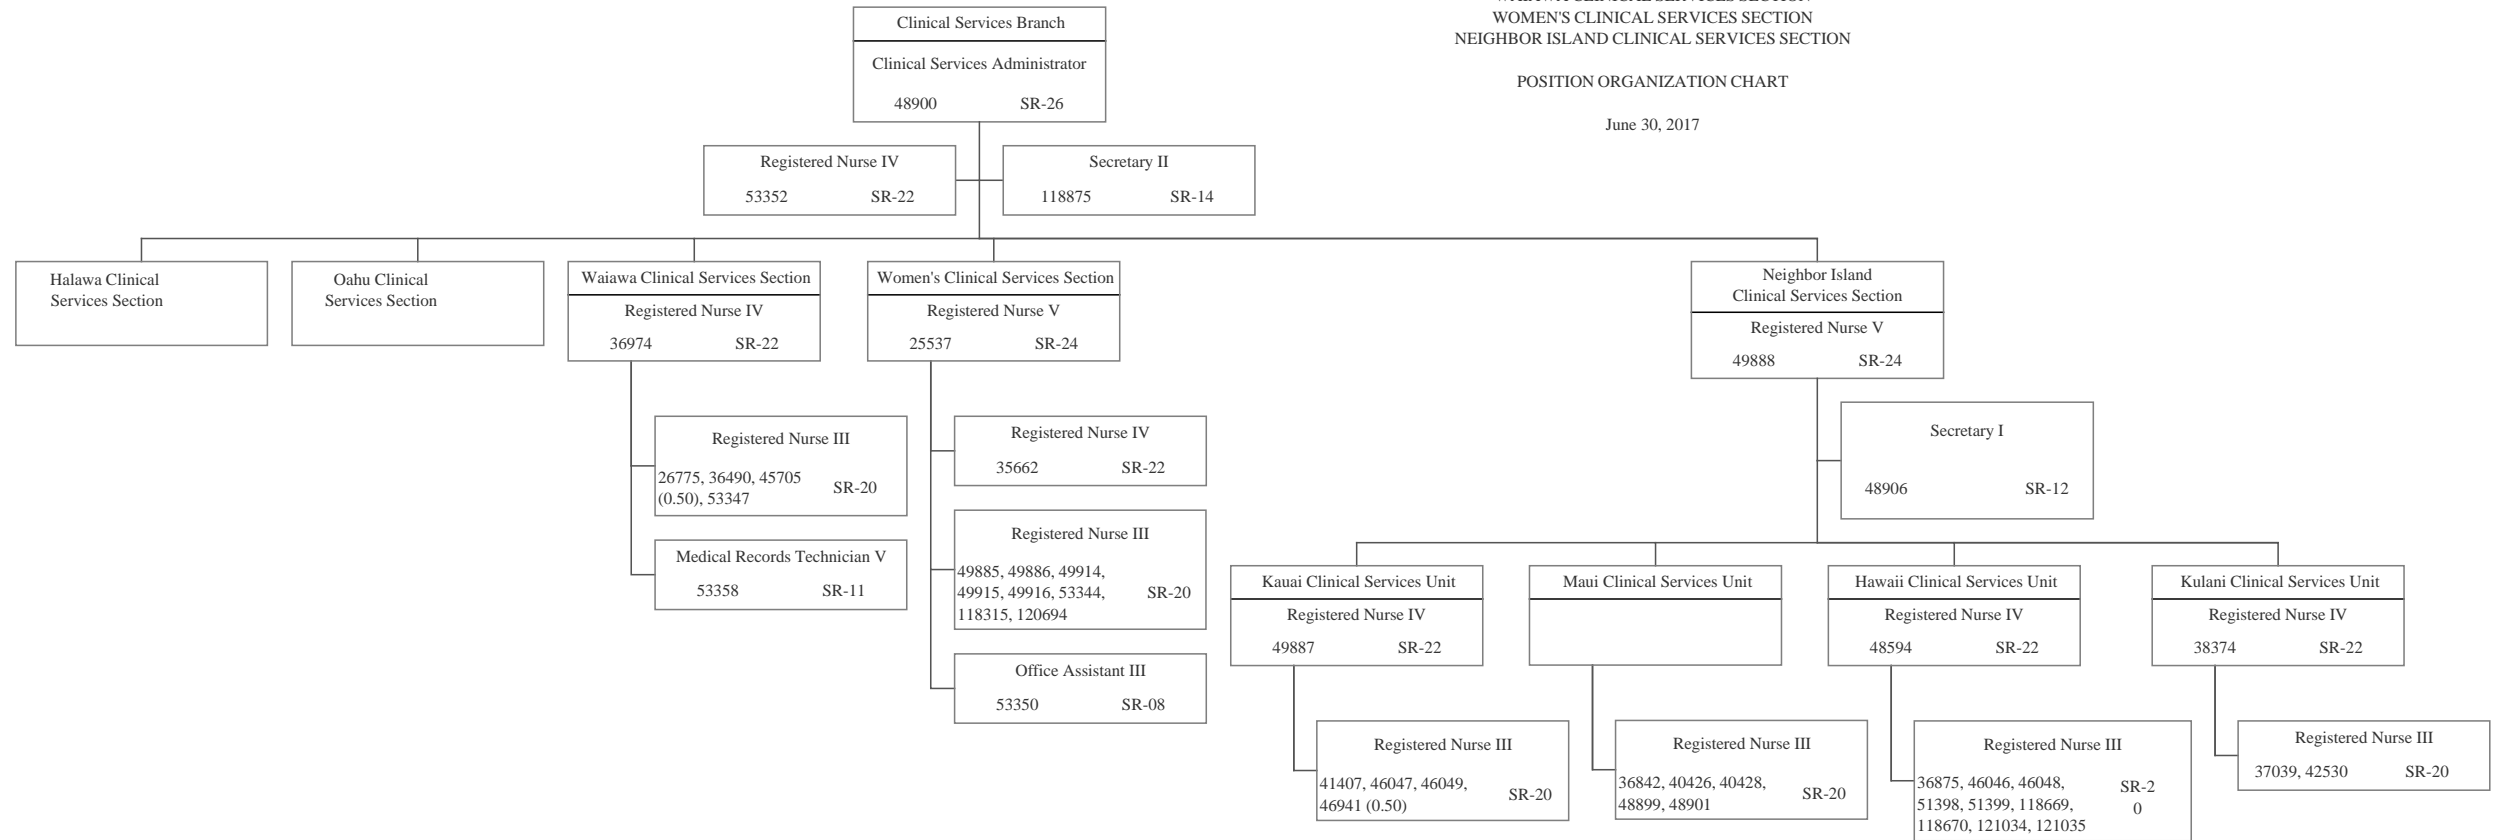 WAIAWA CLINICAL SERVICES SECTION
WOMEN'S CLINICAL SERVICES SECTION
NEIGHBOR ISLAND CLINICAL SERVICES SECTION
POSITION ORGANIZATION CHART
June 30, 2017
Clinical Services Branch
Clinical Services Administrator
48900 SR-26
Registered Nurse IV
53352 SR-22
Secretary II
118875 SR-14
Halawa Clinical
Services Section
Oahu Clinical
Services Section
Waiawa Clinical Services Section
Registered Nurse IV
36974 SR-22
Registered Nurse III
26775, 36490, 45705
(0.50), 53347
SR-20
Medical Records Technician V
53358 SR-11
Women's Clinical Services Section
Registered Nurse V
25537 SR-24
Registered Nurse IV
35662 SR-22
Registered Nurse III
49885, 49886, 49914,
49915, 49916, 53344, SR-20
118315, 120694
Office Assistant III
53350 SR-08
Neighbor Island
Clinical Services Section
Registered Nurse V
49888 SR-24
Secretary I
48906 SR-12
Kauai Clinical Services Unit
Registered Nurse IV
49887 SR-22
Registered Nurse III
41407, 46047, 46049,
46941 (0.50)
SR-20
Maui Clinical Services Unit
Registered Nurse III
36842, 40426, 40428,
48899, 48901
SR-20
Hawaii Clinical Services Unit
Registered Nurse IV
48594 SR-22
Registered Nurse III
36875, 46046, 46048,
51398, 51399, 118669,
118670, 121034, 121035
SR-2
0
Kulani Clinical Services Unit
Registered Nurse IV
38374 SR-22
Registered Nurse III
37039, 42530 SR-20